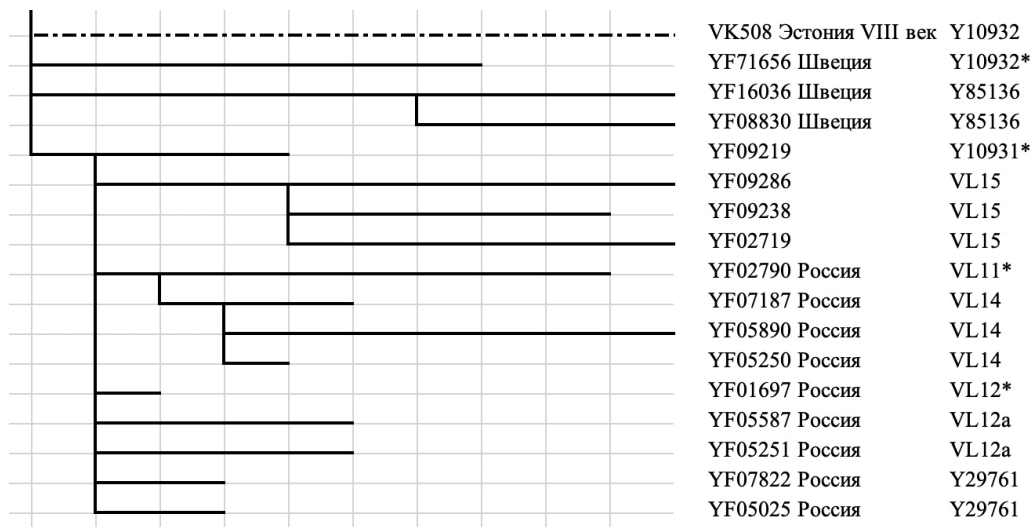 VK508 Эстония VIII век Y10932
YF71656 Швеция Y10932*
YF16036 Швеция Y85136
YF08830 Швеция Y85136
YF09219 Y10931*
YF09286 VL15
YF09238 VL15
YF02719 VL15
YF02790 Россия VL11*
YF07187 Россия VL14
YF05890 Россия VL14
YF05250 Россия VL14
YF01697 Россия VL12*
YF05587 Россия VL12a
YF05251 Россия VL12a
YF07822 Россия Y29761
YF05025 Россия Y29761